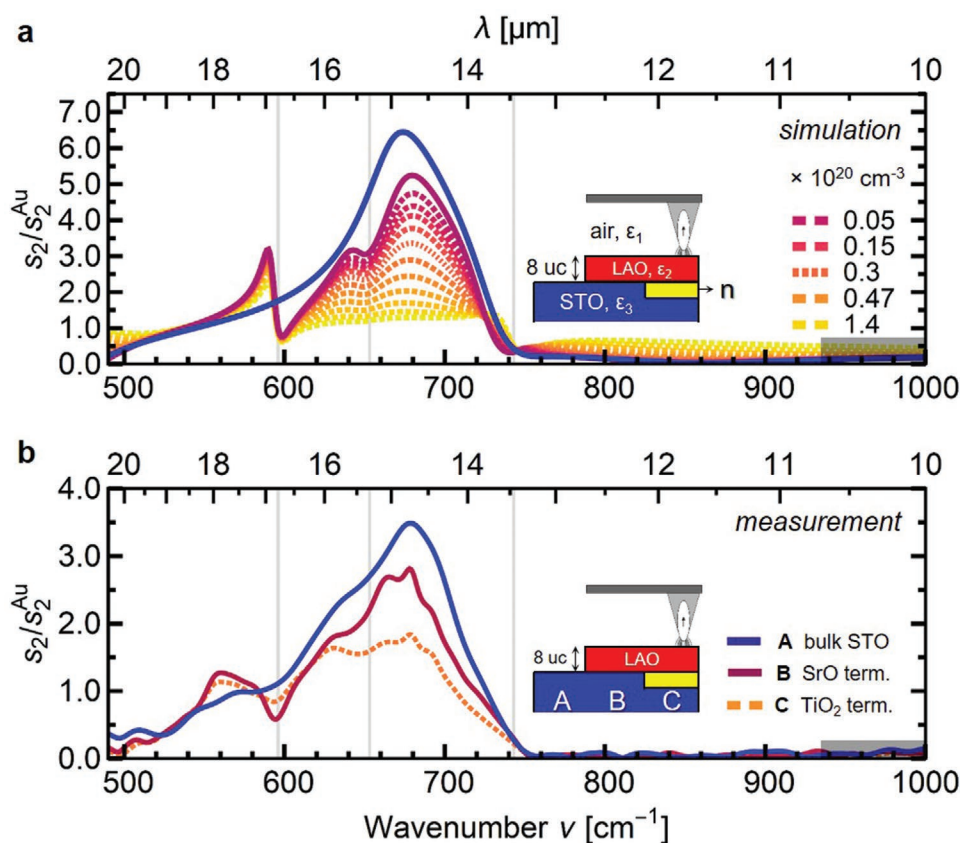 a
λ [μm]
20 18 16 14 12 11 10
7.0
6.0
5.0
4.0
3.0
2.0
1.0
0.0
s₂/s₂ᴬᵘ
simulation
× 10²⁰ cm⁻³
0.05
0.15
0.3
0.47
1.4
air, ε₁
8 uc
LAO, ε₂
STO, ε₃
n
500 600 700 800 900 1000
b
20 18 16 14 12 11 10
4.0
3.0
2.0
1.0
0.0
s₂/s₂ᴬᵘ
measurement
8 uc
LAO
A B C
A bulk STO
B SrO term.
C TiO₂ term.
500 600 700 800 900 1000
Wavenumber ν [cm⁻¹]